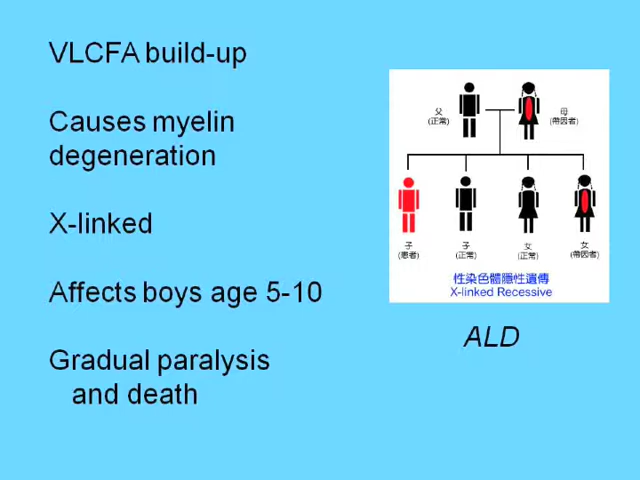 VLCFA build-up
Causes myelin
degeneration
X-linked
Affects boys age 5-10
Gradual paralysis
and death
父
(正常)
母
(帶因者)
子
(患者)
子
(正常)
女
(正常)
女
(帶因者)
性染色體隱性遺傳
X-linked Recessive
ALD